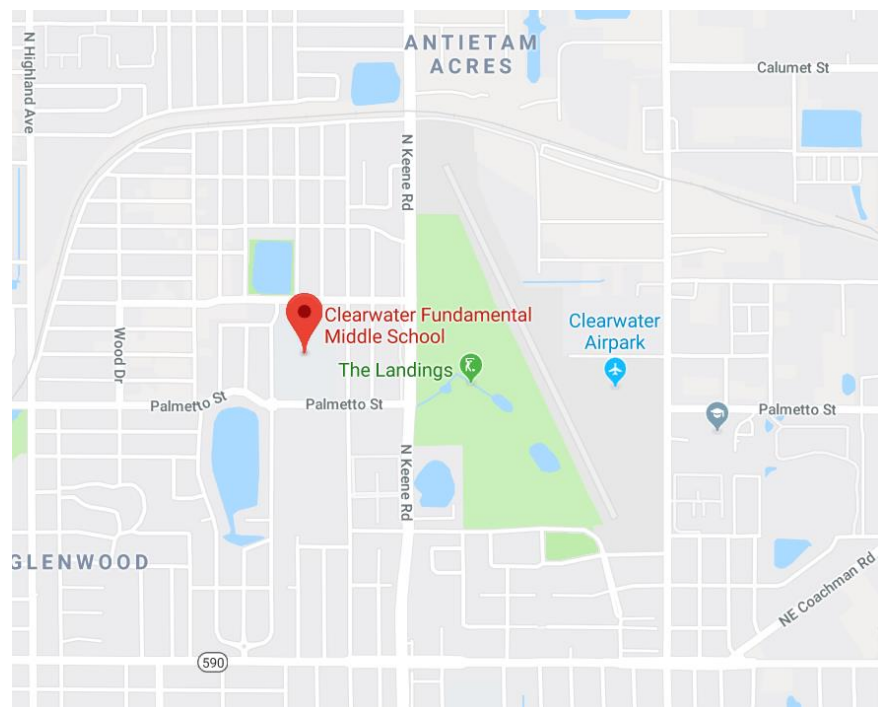 ANTIETAM
ACRES
Calumet St
N Highland Ave
N Keene Rd
Clearwater Fundamental
Middle School
Clearwater
Airpark
Wood Dr
The Landings
Palmetto St
Palmetto St
Palmetto St
N Keene Rd
GLENWOOD
NE Coachman Rd
590